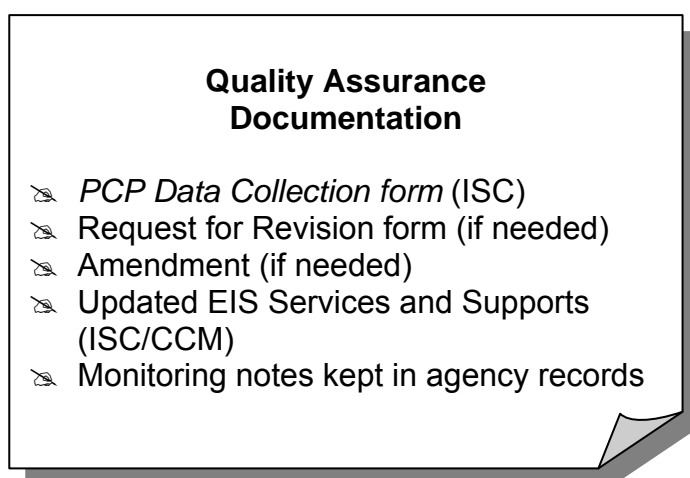 Quality Assurance
Documentation
PCP Data Collection form (ISC)
Request for Revision form (if needed)
Amendment (if needed)
Updated EIS Services and Supports
(ISC/CCM)
Monitoring notes kept in agency records